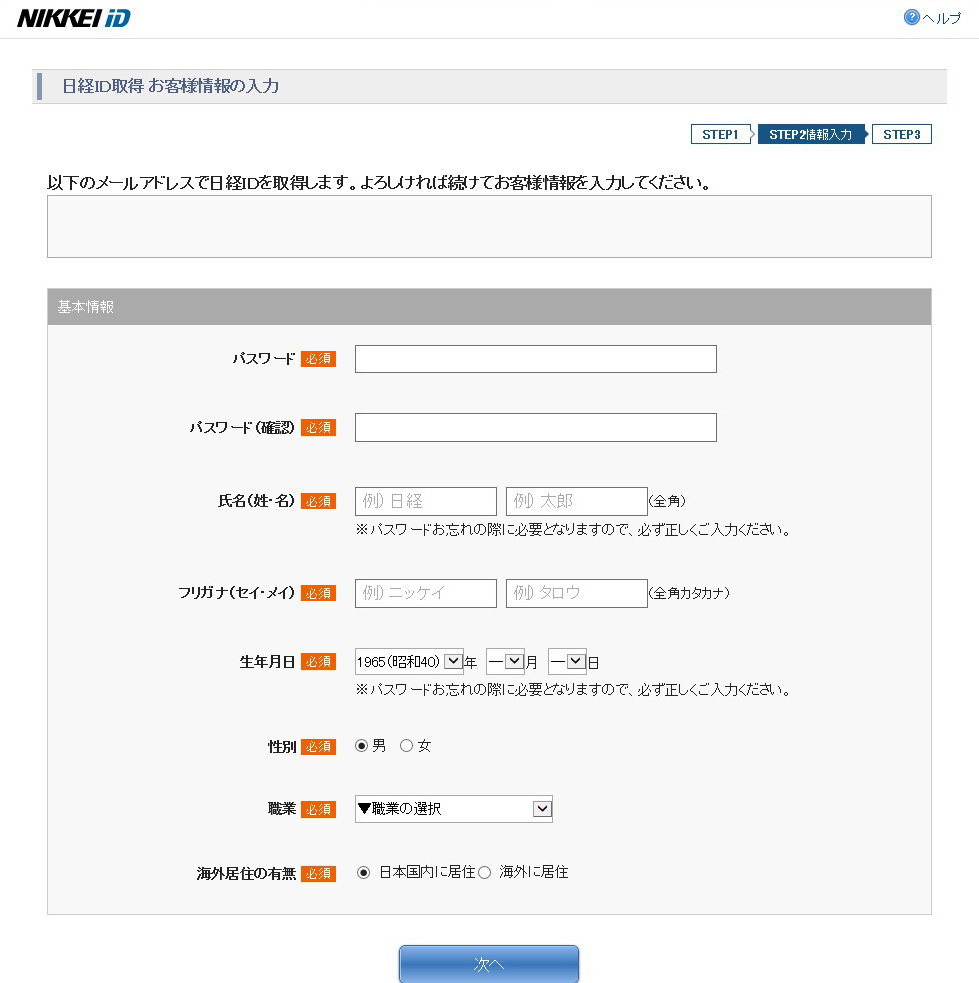 NIKKEI iD
? ヘルプ
日経ID取得 お客様情報の入力
STEP1 STEP2情報入力 STEP3
以下のメールアドレスで日経IDを取得します。よろしければ続けてお客様情報を入力してください。
基本情報
パスワード 必須
パスワード(確認) 必須
氏名(姓・名) 必須 例) 日経 例) 太郎 (全角)
※パスワードお忘れの際に必要となりますので、必ず正しくご入力ください。
フリガナ(セイ・メイ) 必須 例) ニッケイ 例) タロウ (全角カタカナ)
生年月日 必須 1965(昭和40) 年 ― 月 ― 日
※パスワードお忘れの際に必要となりますので、必ず正しくご入力ください。
性別 必須 男 女
職業 必須 ▼職業の選択
海外居住の有無 必須 日本国内に居住 海外に居住
次へ